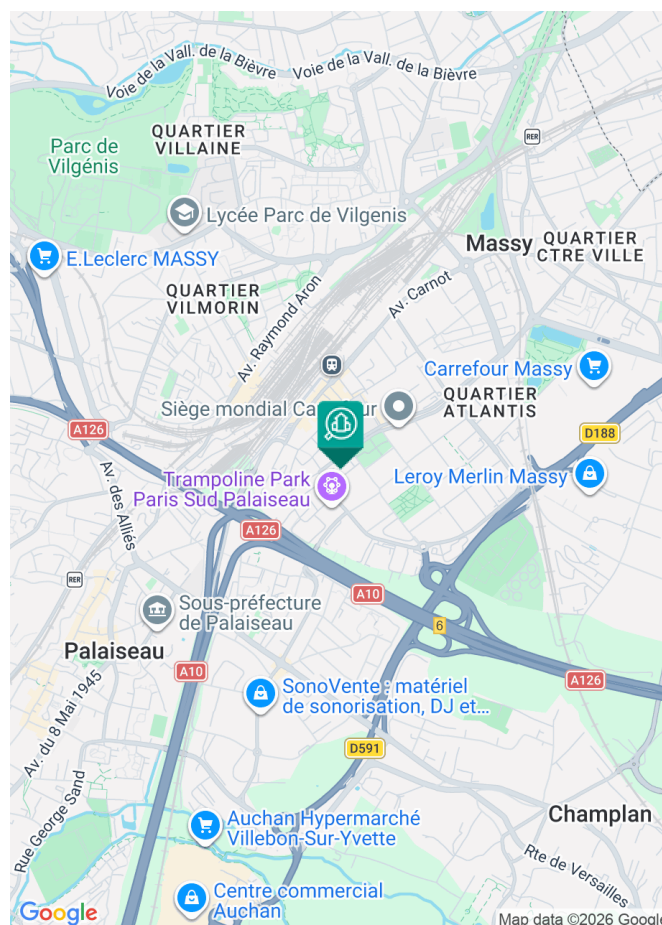 Voie de la Vall. de la Bièvre
Voie de la Vall. de la Bièvre
QUARTIER
VILLAINE
RER
Parc de
Vilgénis
Lycée Parc de Vilgenis
Massy
QUARTIER
CTRE VILLE
E.Leclerc MASSY
QUARTIER
VILMORIN
Av. Raymond Aron
Av. Carnot
Carrefour Massy
Siège mondial Ca
ur
QUARTIER
ATLANTIS
A126
D188
Av. des Alliés
Trampoline Park
Paris Sud Palaiseau
Leroy Merlin Massy
A126
RER
A10
Sous-préfecture
de Palaiseau
6
Palaiseau
A10
A126
SonoVente : matériel
de sonorisation, DJ et...
Av. du 8 Mai 1945
D591
Rue George Sand
Auchan Hypermarché
Villebon-Sur-Yvette
Champlan
Rte de Versailles
Centre commercial
Auchan
Google
Map data ©2026 Google